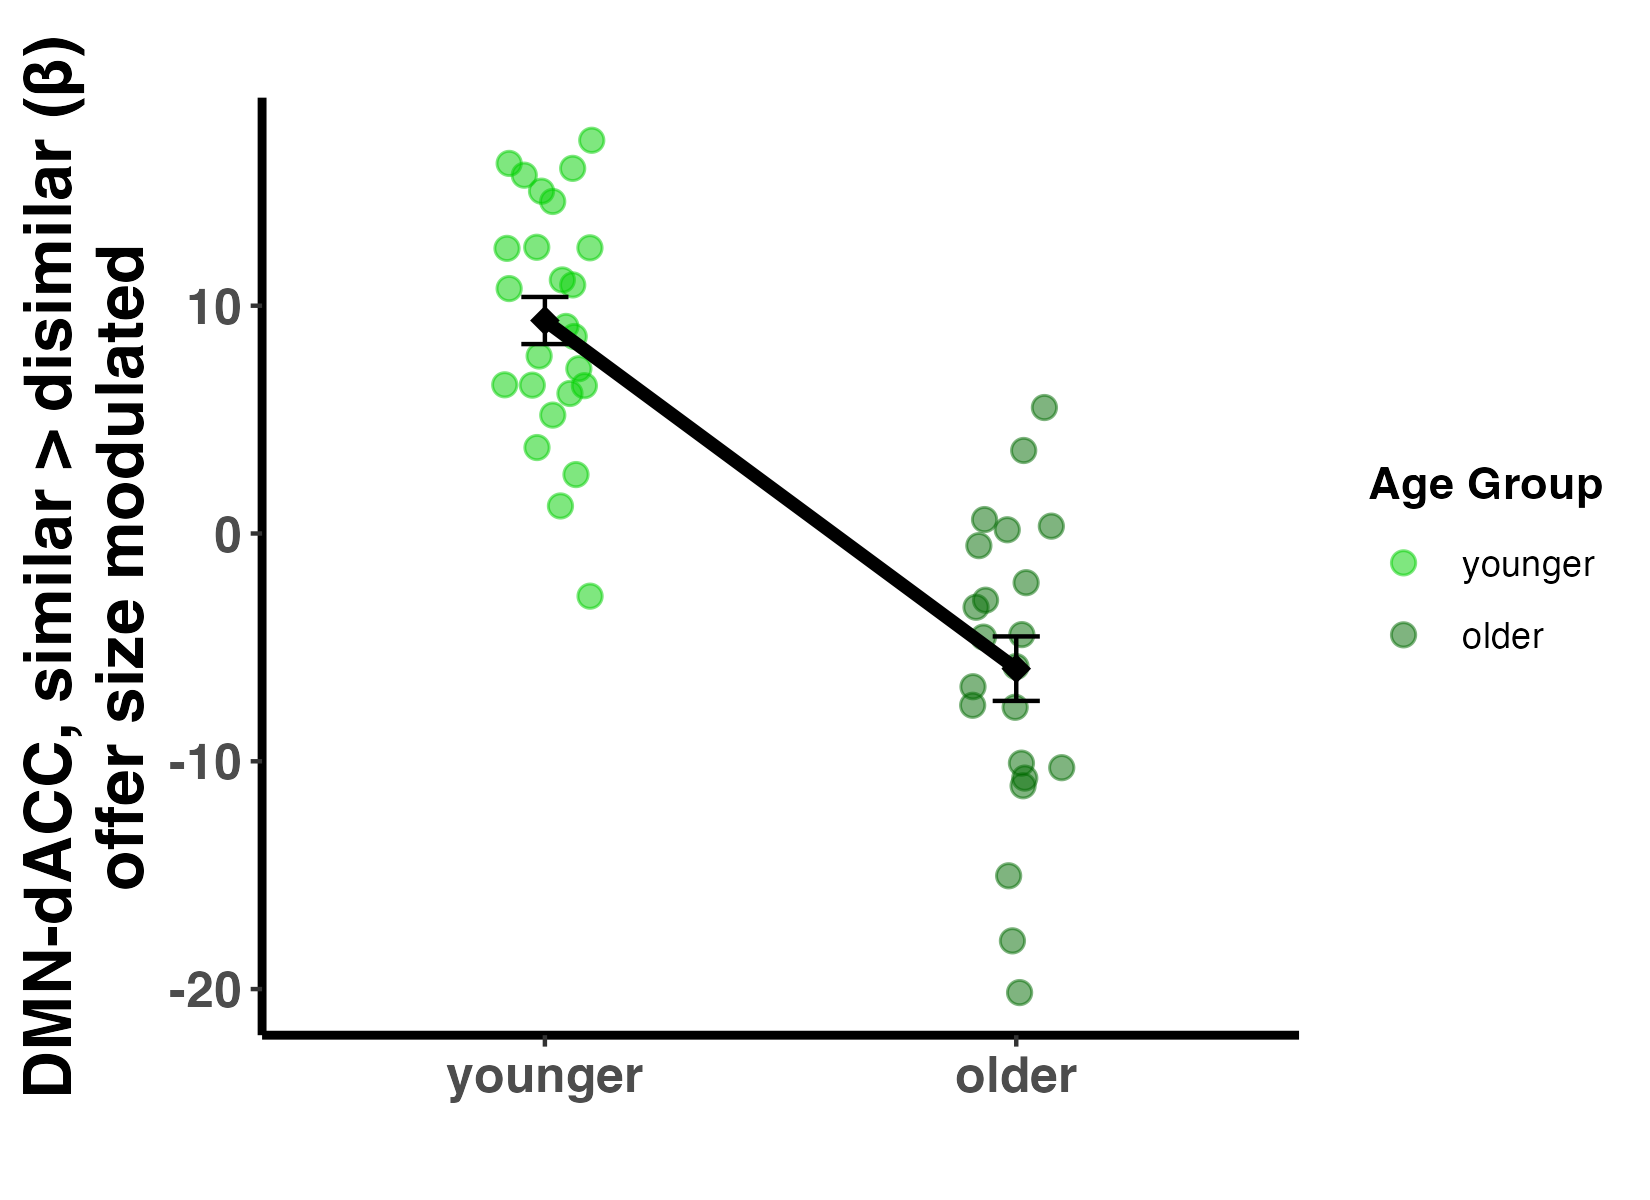 DMN-dACC, similar > disimilar (β)
offer size modulated
10
0
-10
-20
younger
older
Age Group
younger
older